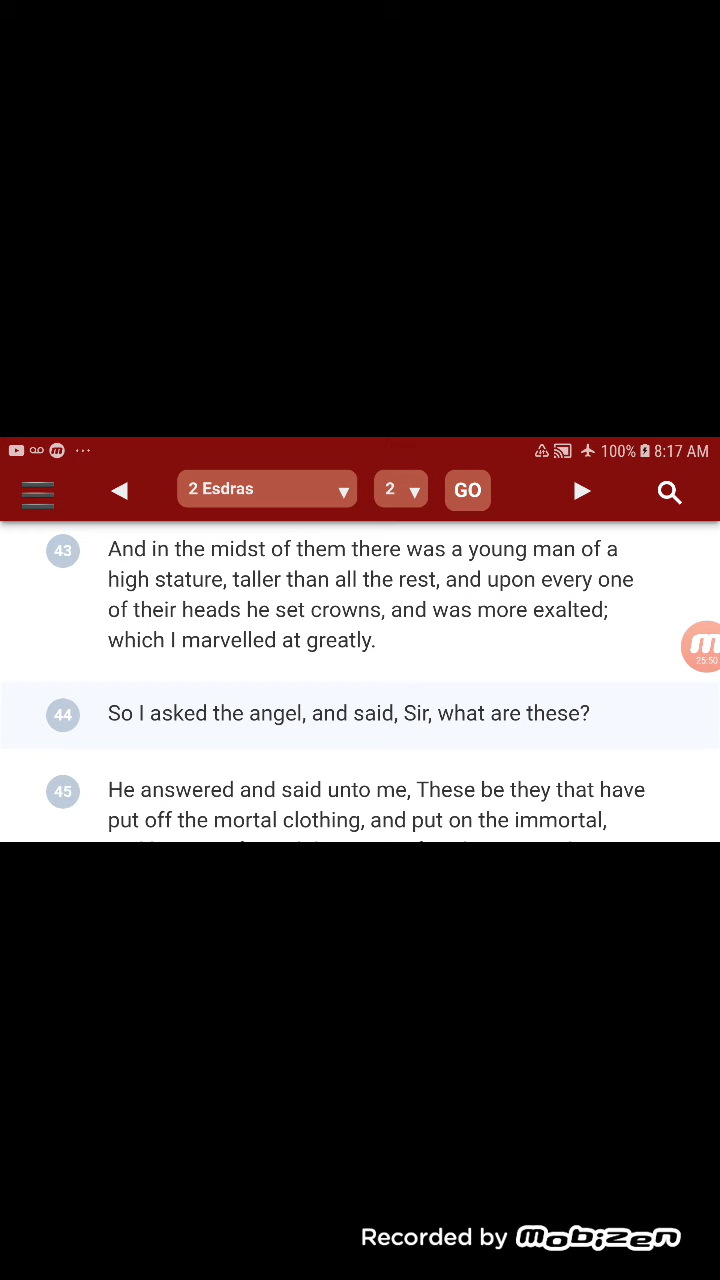 100% 8:17 AM
2 Esdras 2 GO
43 And in the midst of them there was a young man of a
high stature, taller than all the rest, and upon every one
of their heads he set crowns, and was more exalted;
which I marvelled at greatly.
25:50
44 So I asked the angel, and said, Sir, what are these?
45 He answered and said unto me, These be they that have
put off the mortal clothing, and put on the immortal,
Recorded by mobizen